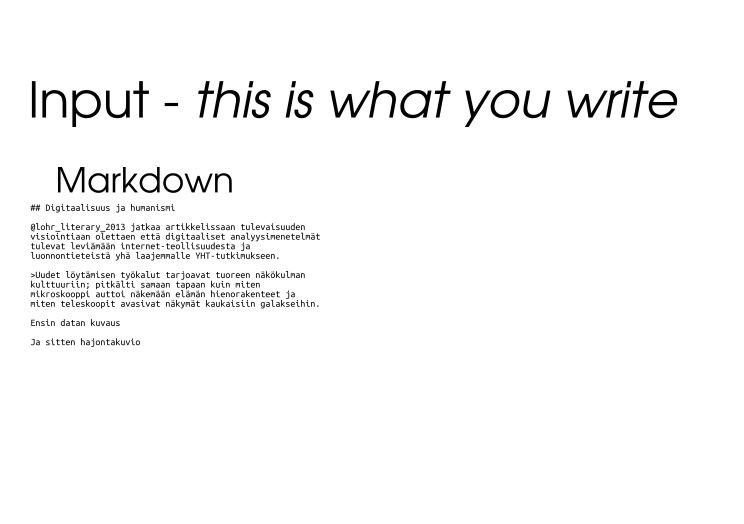 Input - this is what you write
Markdown
## Digitaalisuus ja humanismi
@lohr_literary_2013 jatkaa artikkelissaan tulevaisuuden
visiointiaan olettaen että digitaaliset analyysimenetelmät
tulevat leviämään internet-teollisuudesta ja
luonnontieteistä yhä laajemmalle YHT-tutkimukseen.
>Uudet löytämisen työkalut tarjoavat tuoreen näkökulman
kulttuuriin; pitkälti samaan tapaan kuin miten
mikroskooppi auttoi näkemään elämän hienorakenteet ja
miten teleskoopit avasivat näkymät kaukaisiin galakseihin.
Ensin datan kuvaus
Ja sitten hajontakuvio